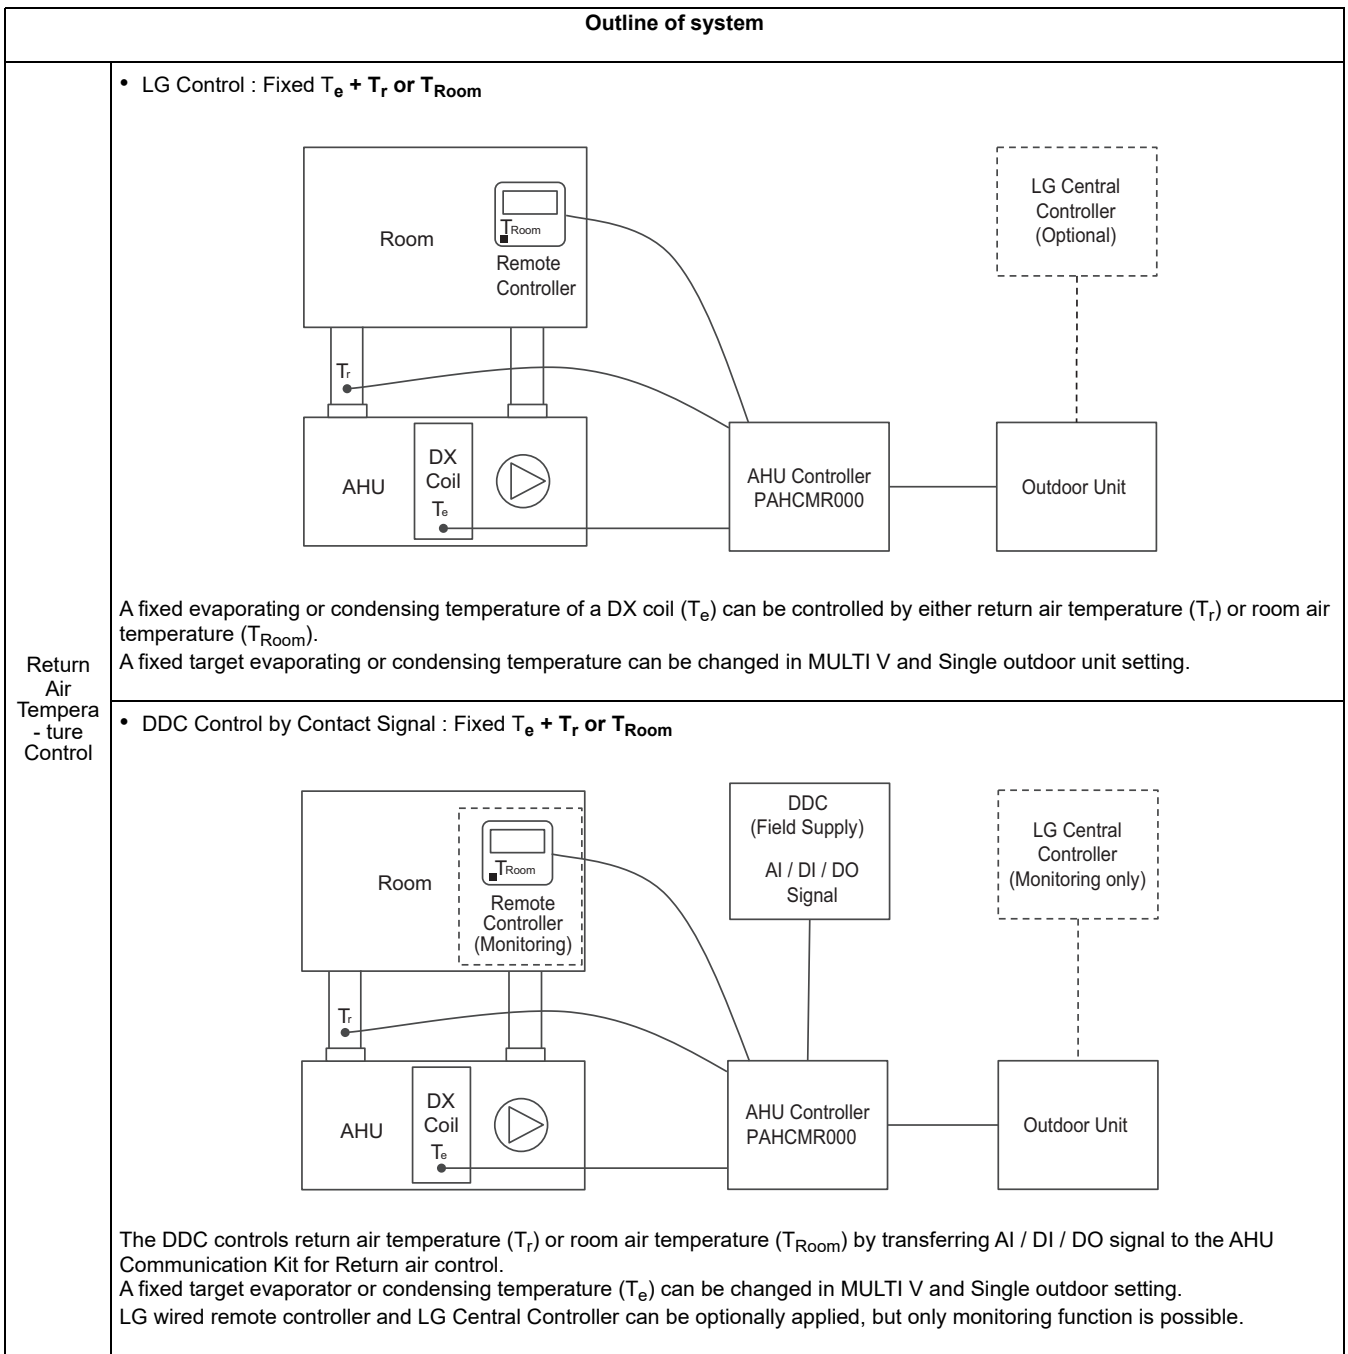 Outline of system
Return
Air
Tempera
- ture
Control
• LG Control : Fixed Te + Tr or TRoom
Room
TRoom
Remote
Controller
LG Central
Controller
(Optional)
Tr
AHU
DX
Coil
Te
AHU Controller
PAHCMR000
Outdoor Unit
A fixed evaporating or condensing temperature of a DX coil (Te) can be controlled by either return air temperature (Tr) or room air
temperature (TRoom).
A fixed target evaporating or condensing temperature can be changed in MULTI V and Single outdoor unit setting.
• DDC Control by Contact Signal : Fixed Te + Tr or TRoom
Room
TRoom
Remote
Controller
(Monitoring)
DDC
(Field Supply)
AI / DI / DO
Signal
LG Central
Controller
(Monitoring only)
Tr
AHU
DX
Coil
Te
AHU Controller
PAHCMR000
Outdoor Unit
The DDC controls return air temperature (Tr) or room air temperature (TRoom) by transferring AI / DI / DO signal to the AHU
Communication Kit for Return air control.
A fixed target evaporator or condensing temperature (Te) can be changed in MULTI V and Single outdoor setting.
LG wired remote controller and LG Central Controller can be optionally applied, but only monitoring function is possible.